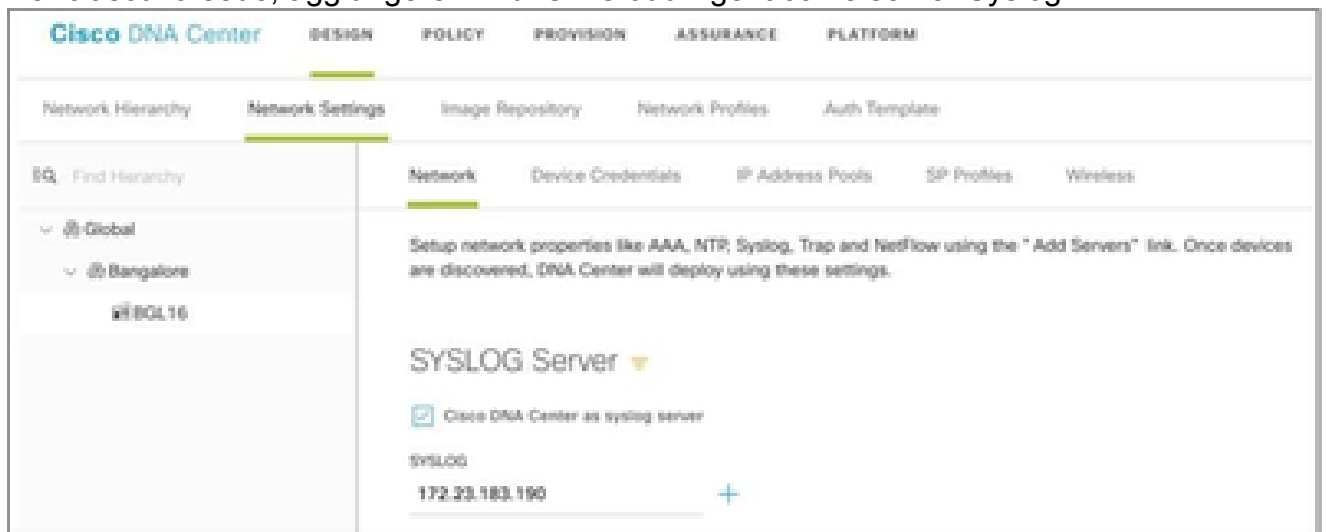 Cisco DNA Center DESIGN POLICY PROVISION ASSURANCE PLATFORM
Network Hierarchy Network Settings Image Repository Network Profiles Auth Template
Find Hierarchy Network Device Credentials IP Address Pools SP Profiles Wireless
Global
Bangalore
BGL16
Setup network properties like AAA, NTP, Syslog, Trap and NetFlow using the "Add Servers" link. Once devices
are discovered, DNA Center will deploy using these settings.
SYSLOG Server
Cisco DNA Center as syslog server
SYSLOG
172.23.183.190